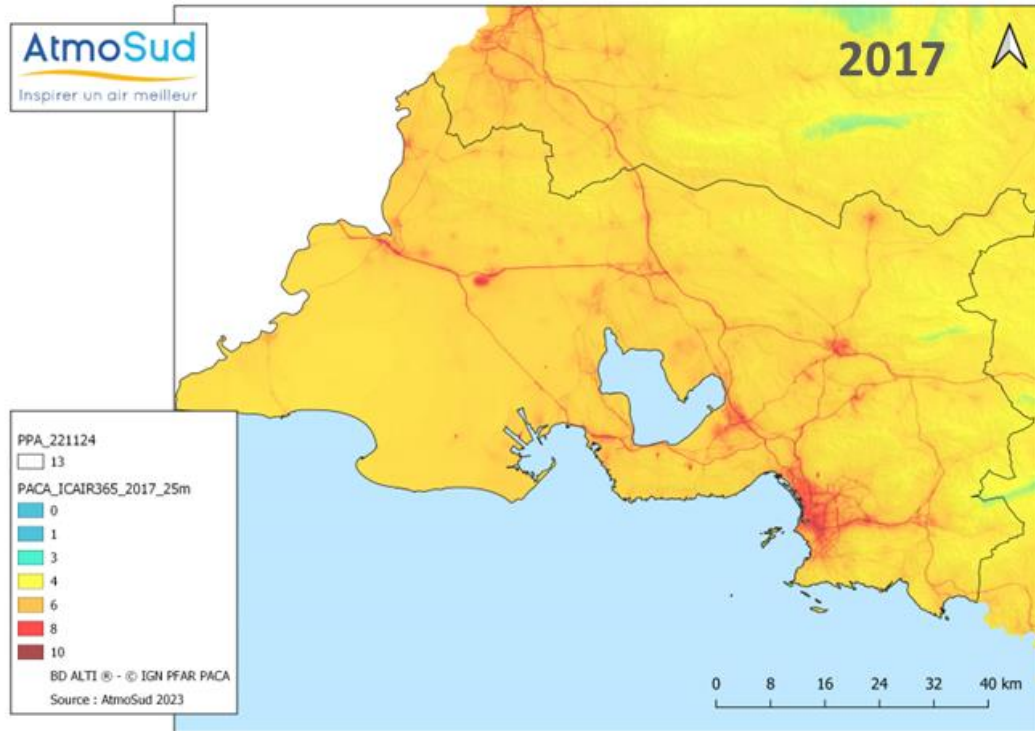 AtmoSud
Inspirer un air meilleur
2017
PPA_221124
13
PACA_ICAIR365_2017_25m
0
1
3
4
6
8
10
BD ALTI ® - © IGN PFAR PACA
Source : AtmoSud 2023
0 8 16 24 32 40 km